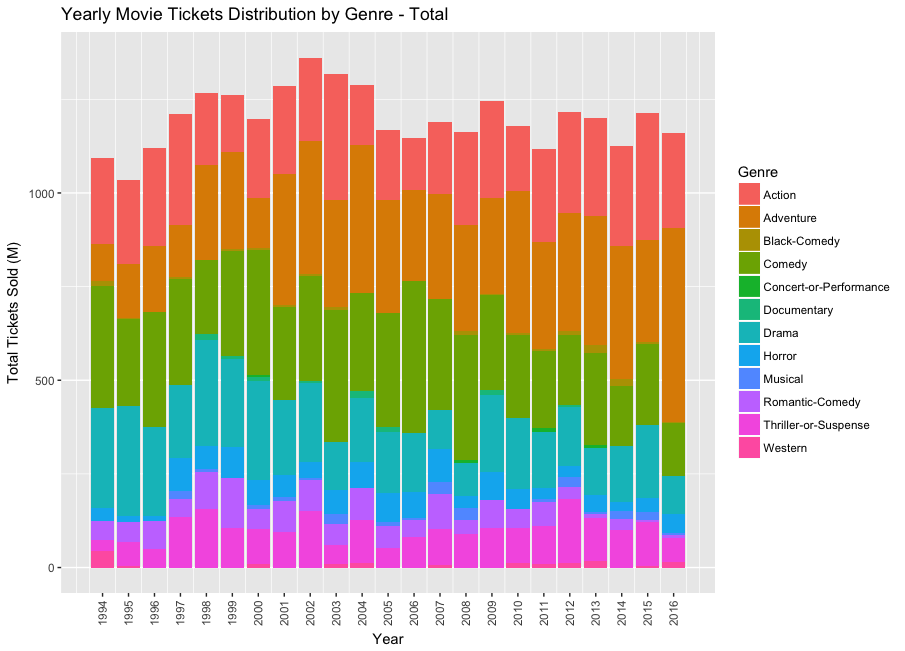 Yearly Movie Tickets Distribution by Genre - Total
Total Tickets Sold (M)
1000
500
0
1994
1995
1996
1997
1998
1999
2000
2001
2002
2003
2004
2005
2006
2007
2008
2009
2010
2011
2012
2013
2014
2015
2016
Year
Genre
Action
Adventure
Black-Comedy
Comedy
Concert-or-Performance
Documentary
Drama
Horror
Musical
Romantic-Comedy
Thriller-or-Suspense
Western